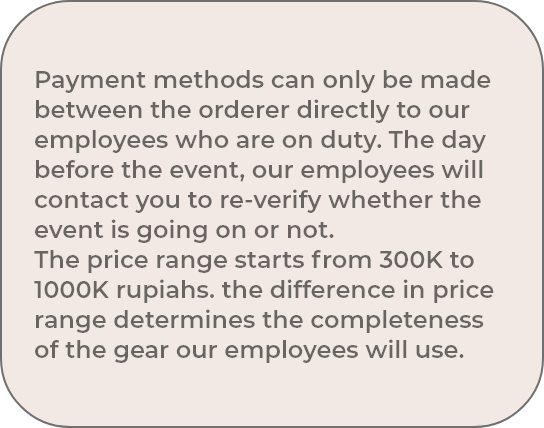 Payment methods can only be made
between the orderer directly to our
employees who are on duty. The day
before the event, our employees will
contact you to re-verify whether the
event is going on or not.
The price range starts from 300K to
1000K rupiahs. the difference in price
range determines the completeness
of the gear our employees will use.